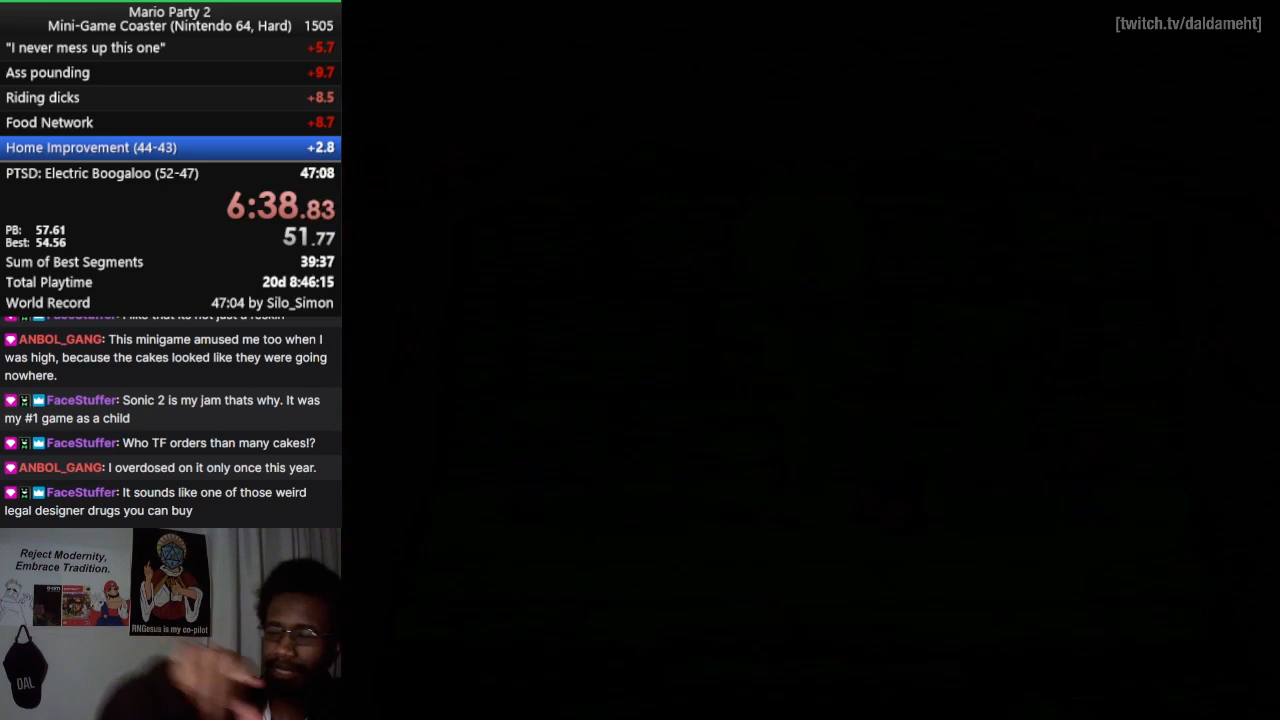 Mario Party 2
Mini-Game Coaster (Nintendo 64, Hard) 1505
"I never mess up this one" +5.7
Ass pounding +9.7
Riding dicks +8.5
Food Network +8.7
Home Improvement (44-43) +2.8
PTSD: Electric Boogaloo (52-47) 47:08
6:38.83
PB: 57.61
Best: 54.56
51.77
Sum of Best Segments 39:37
Total Playtime 20d 8:46:15
World Record 47:04 by Silo_Simon
ANBOL_GANG: This minigame amused me too when I
was high, because the cakes looked like they were going
nowhere.
FaceStuffer: Sonic 2 is my jam thats why. It was
my #1 game as a child
FaceStuffer: Who TF orders than many cakes!?
ANBOL_GANG: I overdosed on it only once this year.
FaceStuffer: It sounds like one of those weird
legal designer drugs you can buy
Reject Modernity,
Embrace Tradition.
RNGesus is my co-pilot
DAL
[twitch.tv/daldameht]